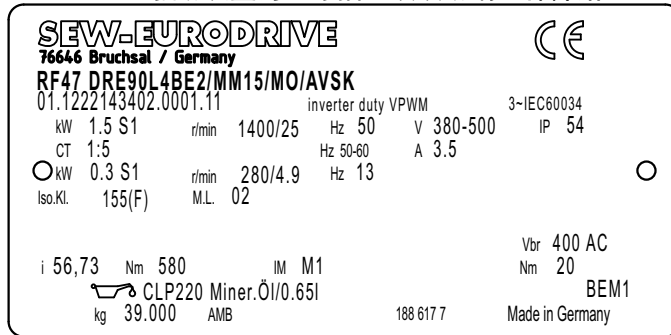 SEW-EURODRIVE
76646 Bruchsal / Germany
CE
RF47 DRE90L4BE2/MM15/MO/AVSK
01.1222143402.0001.11 inverter duty VPWM 3~IEC60034
kW 1.5 S1 r/min 1400/25 Hz 50 V 380-500 IP 54
CT 1:5 Hz 50-60 A 3.5
kW 0.3 S1 r/min 280/4.9 Hz 13
Iso.Kl. 155(F) M.L. 02
Vbr 400 AC
i 56,73 Nm 580 IM M1 Nm 20
CLP220 Miner.Öl/0.65l BEM1
kg 39.000 AMB 188 617 7 Made in Germany